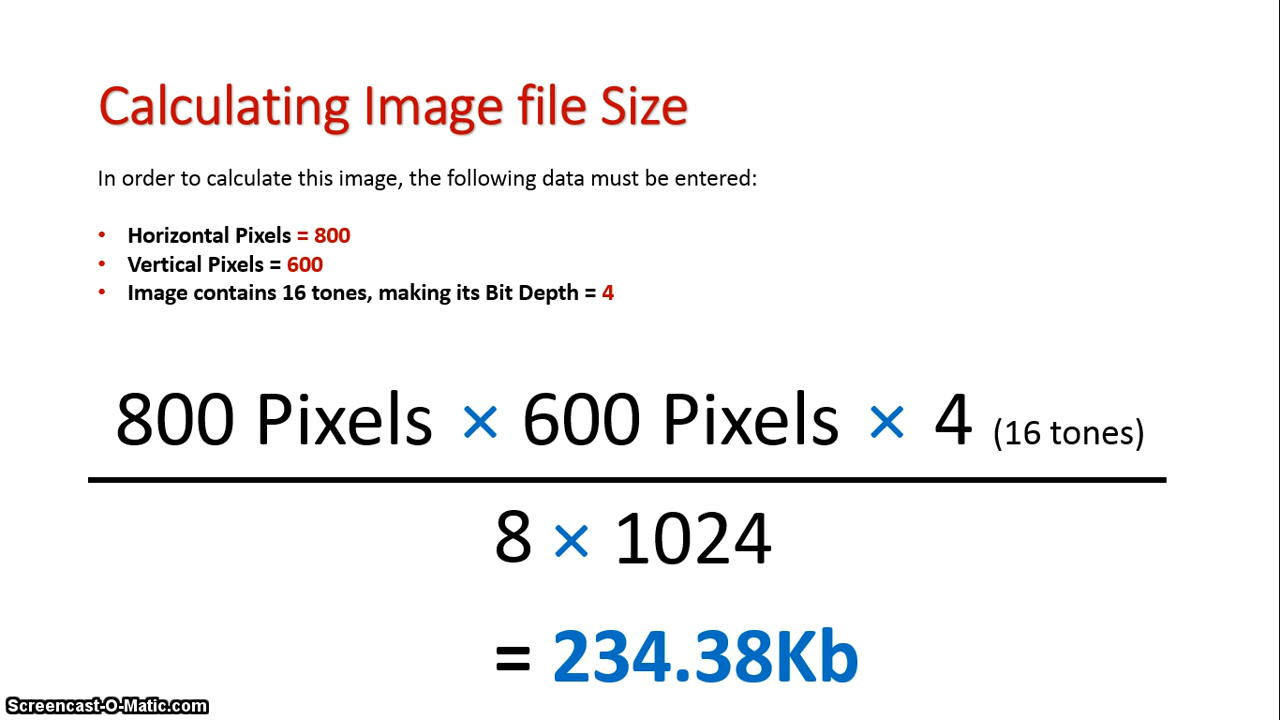 Calculating Image file Size
In order to calculate this image, the following data must be entered:
• Horizontal Pixels = 800
• Vertical Pixels = 600
• Image contains 16 tones, making its Bit Depth = 4
800 Pixels × 600 Pixels × 4 (16 tones)
8 × 1024
= 234.38Kb
Screencast-O-Matic.com